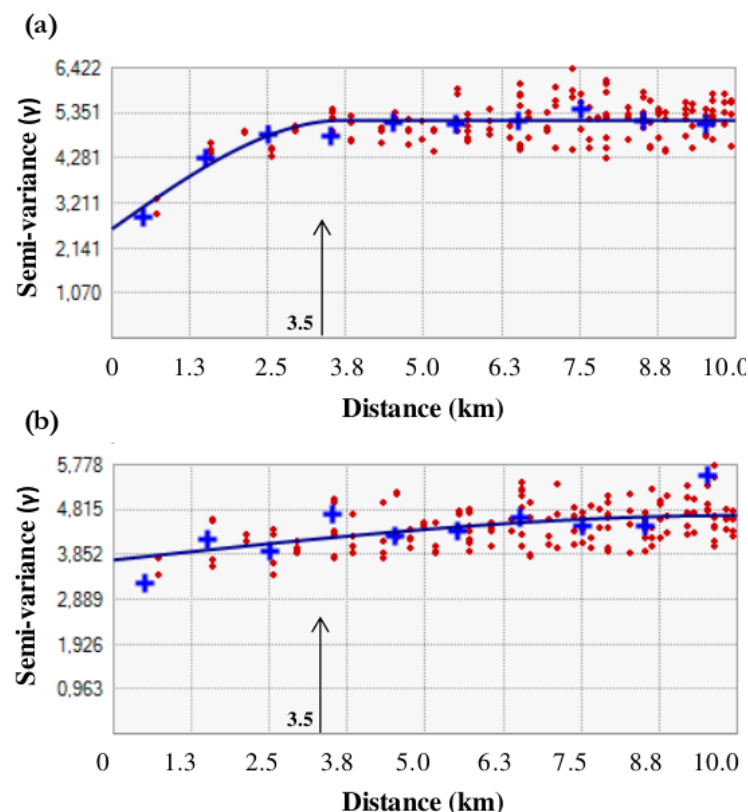 (a)
Semi-variance (γ)
6,422
5,351
4,281
3,211
2,141
1,070
3.5
0 1.3 2.5 3.8 5.0 6.3 7.5 8.8 10.0
Distance (km)
(b)
Semi-variance (γ)
5,778
4,815
3,852
2,889
1,926
0,963
3.5
0 1.3 2.5 3.8 5.0 6.3 7.5 8.8 10.0
Distance (km)